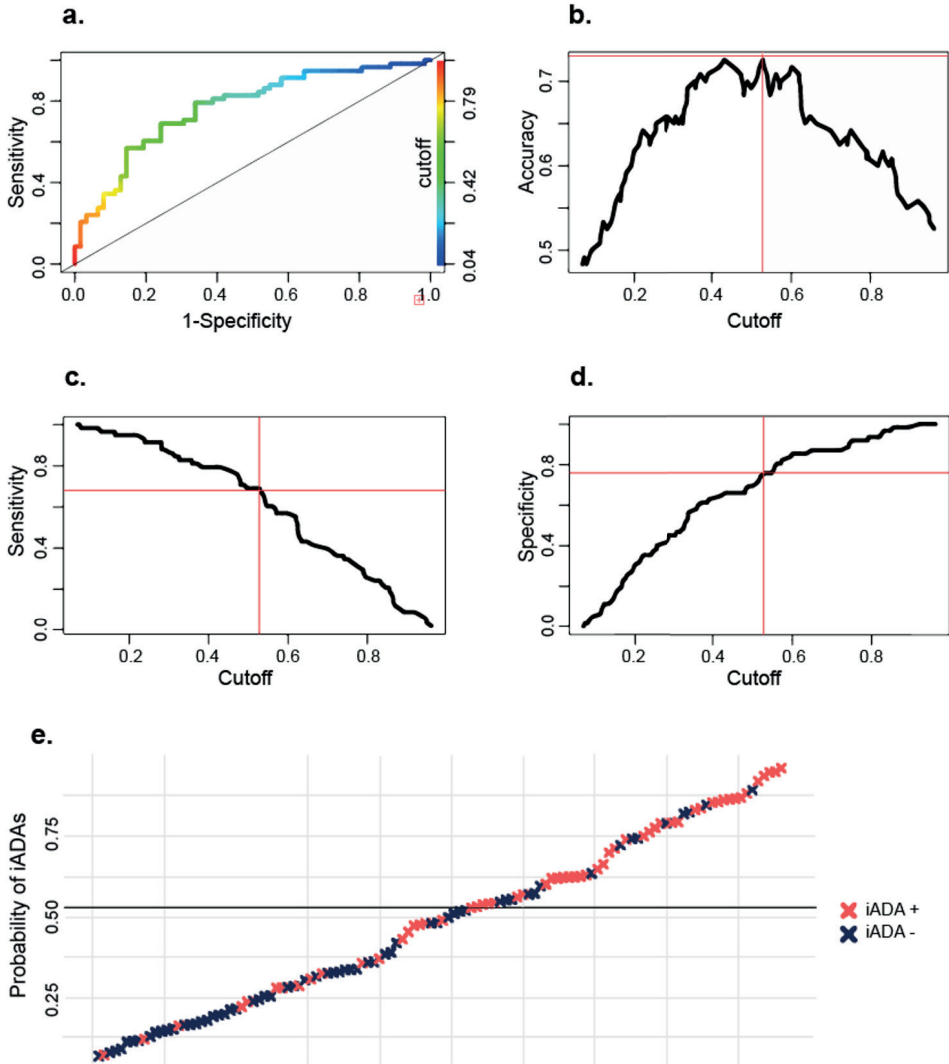 a.
Sensitivity
0.0 0.4 0.8
0.0 0.2 0.4 0.6 0.8 1.0
1-Specificity
cutoff
0.04 0.42 0.79
b.
Accuracy
0.5 0.6 0.7
0.2 0.4 0.6 0.8
Cutoff
c.
Sensitivity
0.0 0.4 0.8
0.2 0.4 0.6 0.8
Cutoff
d.
Specificity
0.0 0.4 0.8
0.2 0.4 0.6 0.8
Cutoff
e.
Probability of iADAs
0.25 0.50 0.75
iADA +
iADA -